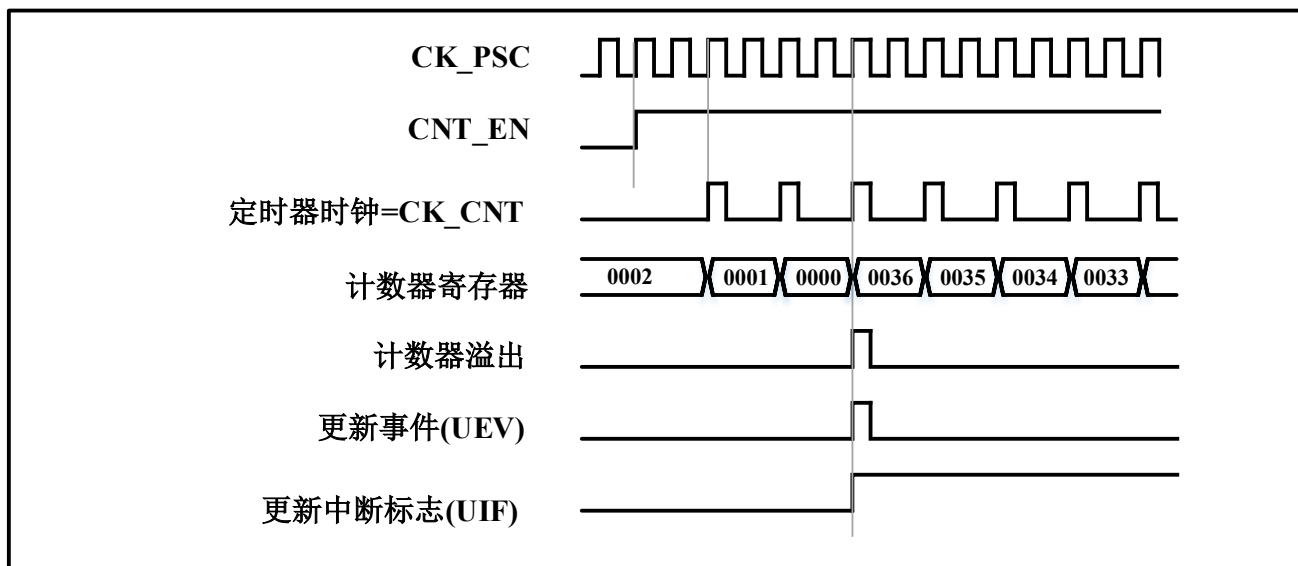 CK_PSC
CNT_EN
定时器时钟=CK_CNT
计数器寄存器 0002 0001 0000 0036 0035 0034 0033
计数器溢出
更新事件(UEV)
更新中断标志(UIF)